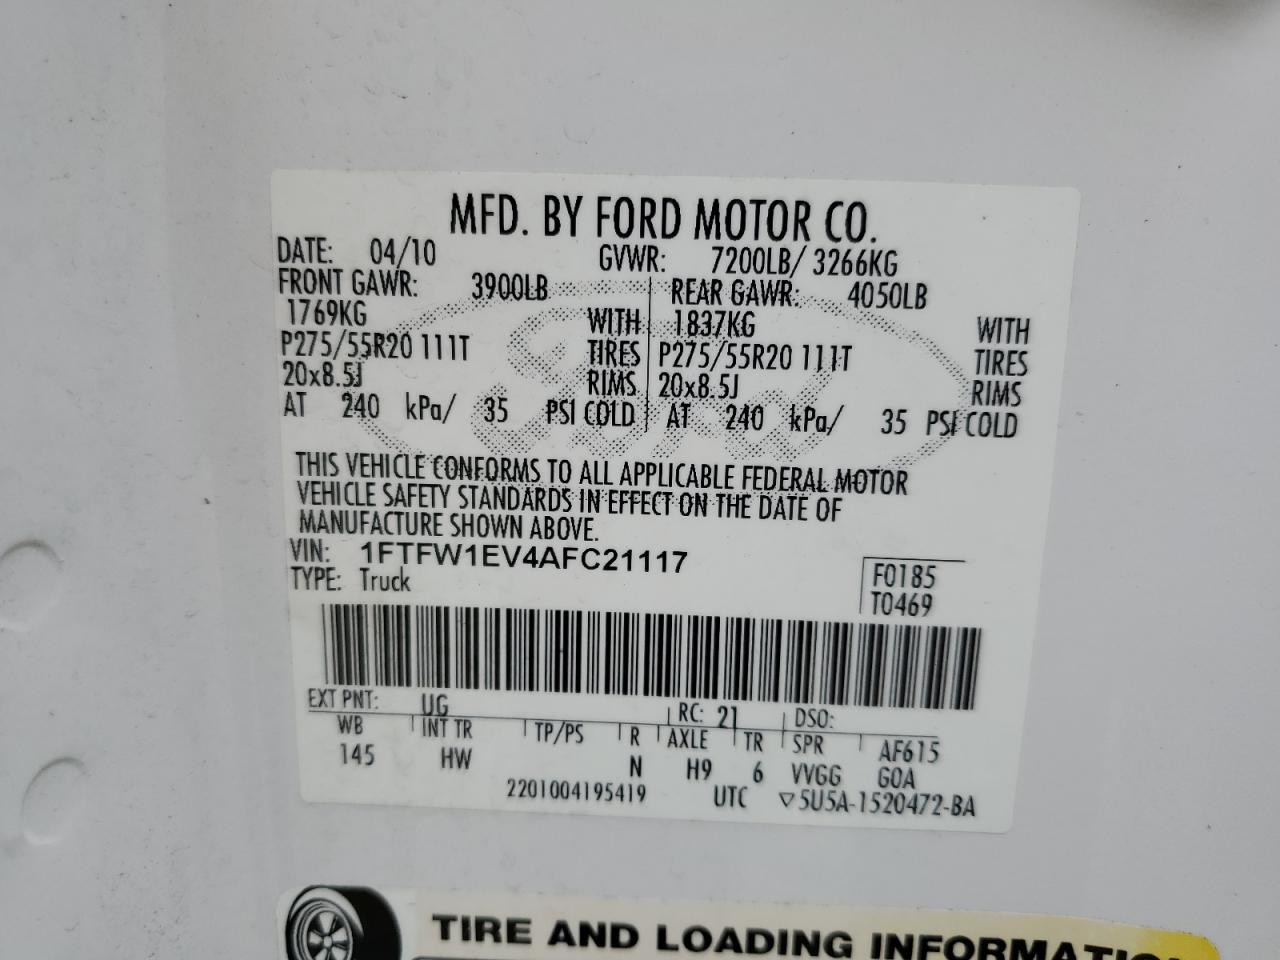 MFD. BY FORD MOTOR CO.
DATE: 04/10 GVWR: 7200LB/ 3266KG
FRONT GAWR: 3900LB REAR GAWR: 4050LB
1769KG WITH 1837KG WITH
P275/55R20 111T TIRES P275/55R20 111T TIRES
20x8.5J RIMS 20x8.5J RIMS
AT 240 kPa/ 35 PSI COLD AT 240 kPa/ 35 PSI COLD
Ford
THIS VEHICLE CONFORMS TO ALL APPLICABLE FEDERAL MOTOR
VEHICLE SAFETY STANDARDS IN EFFECT ON THE DATE OF
MANUFACTURE SHOWN ABOVE.
VIN: 1FTFW1EV4AFC21117
TYPE: Truck
F0185
T0469
EXT PNT: UG RC: 21 DSO:
WB INT TR TP/PS R AXLE TR SPR AF615
145 HW N H9 6 VVGG GOA
2201004195419 UTC ▽5U5A-1520472-BA
TIRE AND LOADING INFORMATION